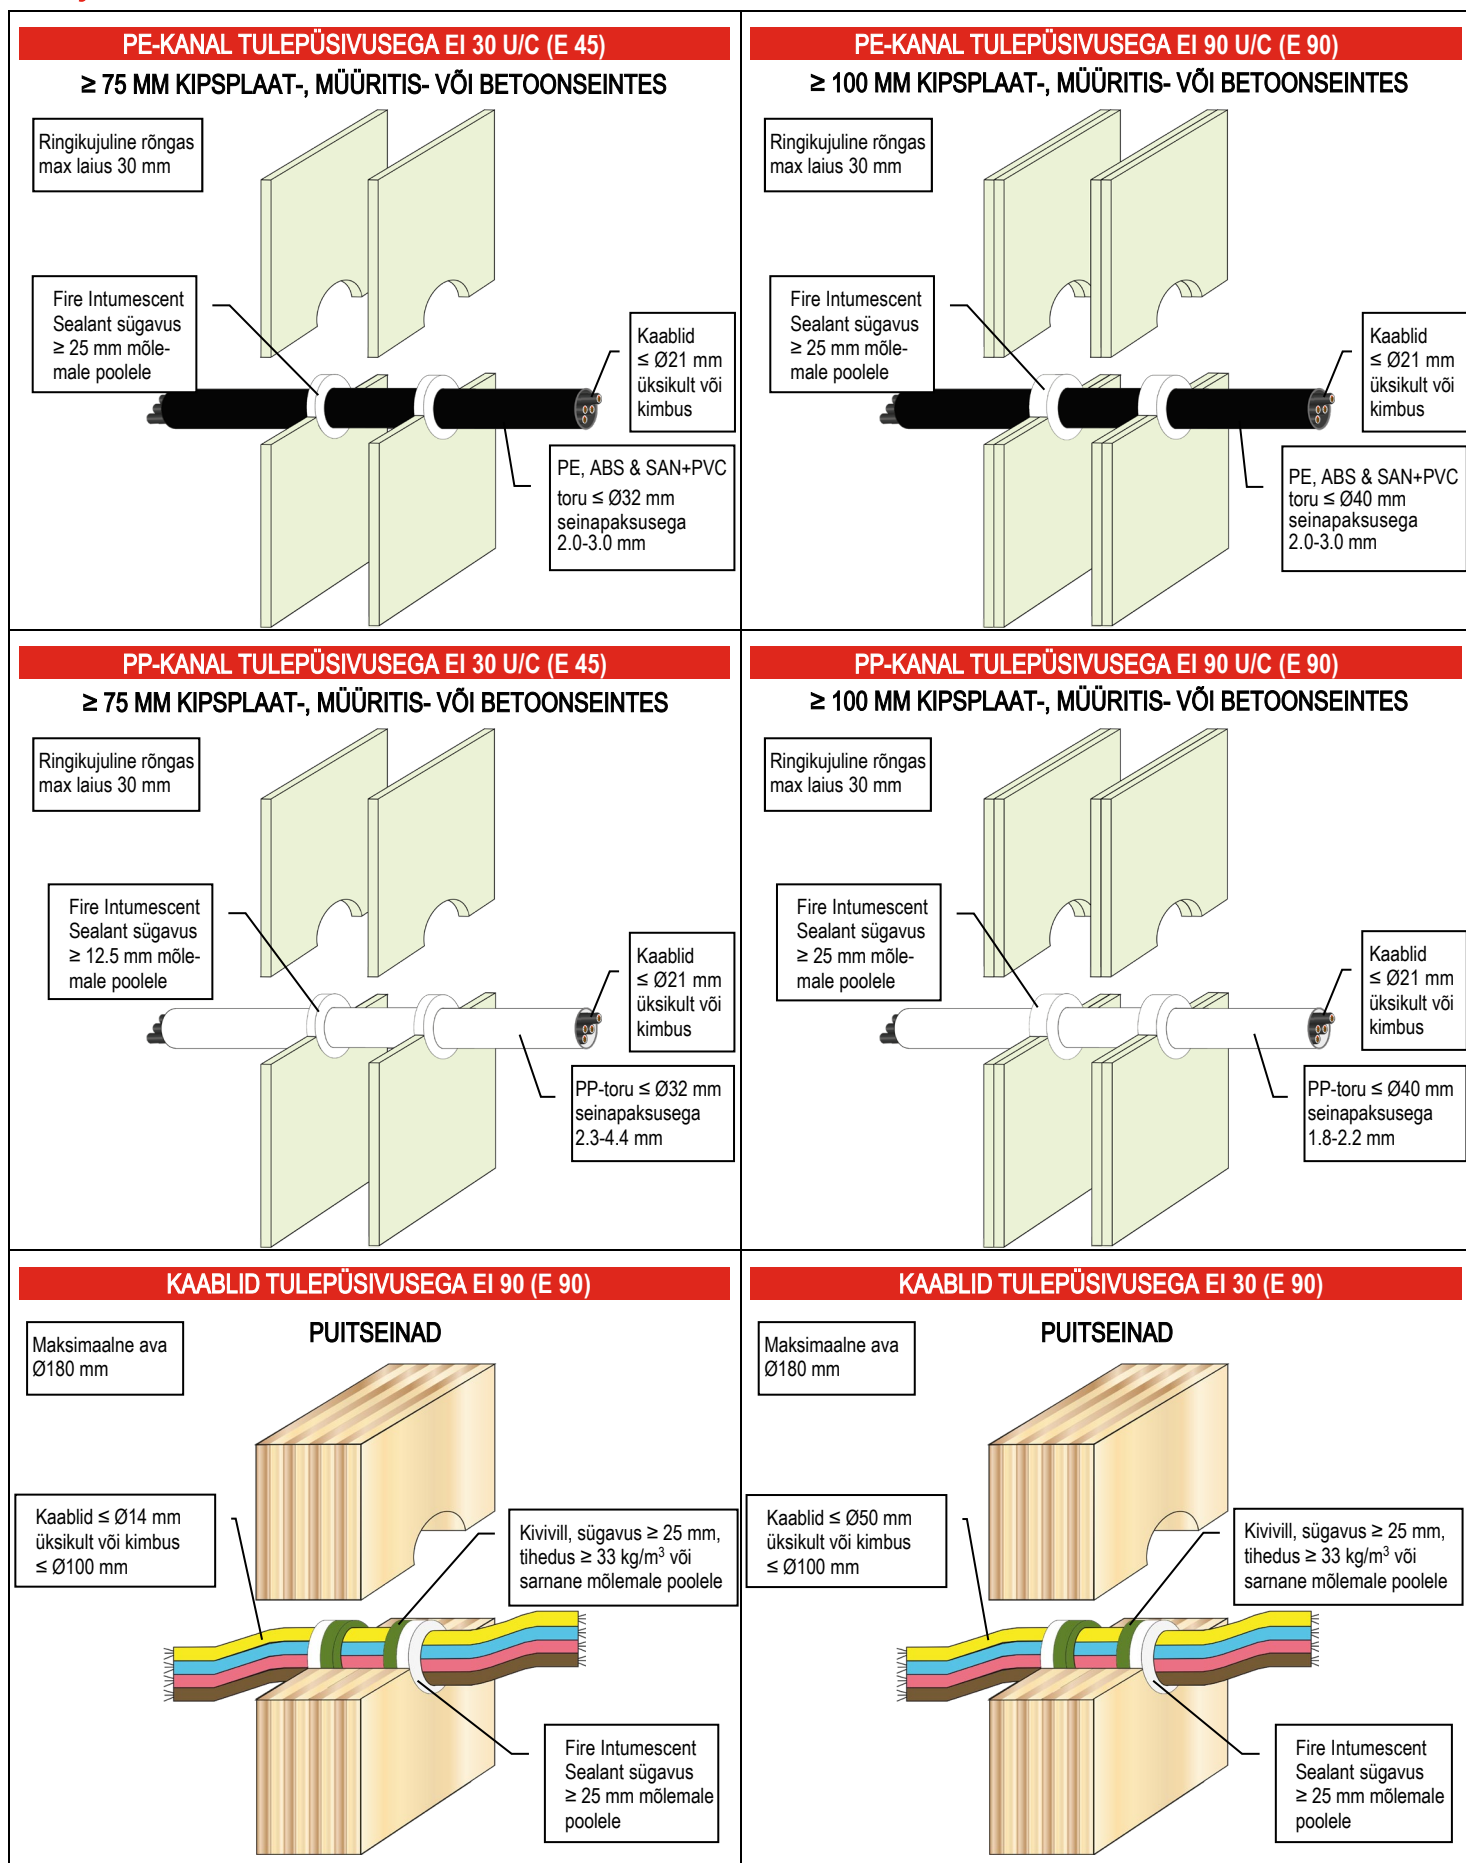 PE-KANAL TULEPÜSIVUSEGA EI 30 U/C (E 45)
≥ 75 MM KIPSPLAAT-, MÜÜRITIS- VÕI BETOONSEINTES
Ringikujuline rõngas
max laius 30 mm
Fire Intumescent
Sealant sügavus
≥ 25 mm mõle-
male poolele
Kaablid
≤ Ø21 mm
üksikult või
kimbus
PE, ABS & SAN+PVC
toru ≤ Ø32 mm
seinapaksusega
2.0-3.0 mm
PE-KANAL TULEPÜSIVUSEGA EI 90 U/C (E 90)
≥ 100 MM KIPSPLAAT-, MÜÜRITIS- VÕI BETOONSEINTES
Ringikujuline rõngas
max laius 30 mm
Fire Intumescent
Sealant sügavus
≥ 25 mm mõle-
male poolele
Kaablid
≤ Ø21 mm
üksikult või
kimbus
PE, ABS & SAN+PVC
toru ≤ Ø40 mm
seinapaksusega
2.0-3.0 mm
PP-KANAL TULEPÜSIVUSEGA EI 30 U/C (E 45)
≥ 75 MM KIPSPLAAT-, MÜÜRITIS- VÕI BETOONSEINTES
Ringikujuline rõngas
max laius 30 mm
Fire Intumescent
Sealant sügavus
≥ 12.5 mm mõle-
male poolele
Kaablid
≤ Ø21 mm
üksikult või
kimbus
PP-toru ≤ Ø32 mm
seinapaksusega
2.3-4.4 mm
PP-KANAL TULEPÜSIVUSEGA EI 90 U/C (E 90)
≥ 100 MM KIPSPLAAT-, MÜÜRITIS- VÕI BETOONSEINTES
Ringikujuline rõngas
max laius 30 mm
Fire Intumescent
Sealant sügavus
≥ 25 mm mõle-
male poolele
Kaablid
≤ Ø21 mm
üksikult või
kimbus
PP-toru ≤ Ø40 mm
seinapaksusega
1.8-2.2 mm
KAABLID TULEPÜSIVUSEGA EI 90 (E 90)
PUITSEINAD
Maksimaalne ava
Ø180 mm
Kaablid ≤ Ø14 mm
üksikult või kimbus
≤ Ø100 mm
Kivivill, sügavus ≥ 25 mm,
tihedus ≥ 33 kg/m³ või
sarnane mõlemale poolele
Fire Intumescent
Sealant sügavus
≥ 25 mm mõlemale
poolele
KAABLID TULEPÜSIVUSEGA EI 30 (E 90)
PUITSEINAD
Maksimaalne ava
Ø180 mm
Kaablid ≤ Ø50 mm
üksikult või kimbus
≤ Ø100 mm
Kivivill, sügavus ≥ 25 mm,
tihedus ≥ 33 kg/m³ või
sarnane mõlemale poolele
Fire Intumescent
Sealant sügavus
≥ 25 mm mõlemale
poolele